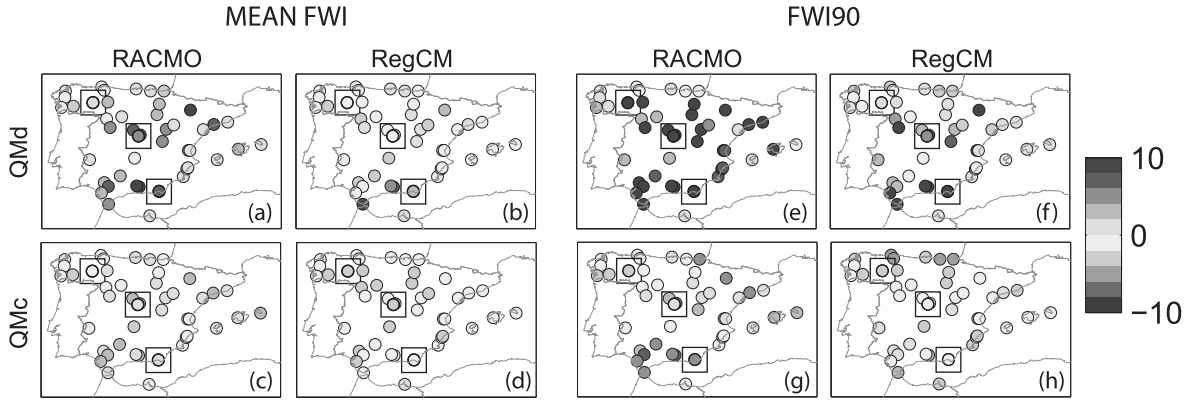 MEAN FWI FWI90
RACMO RegCM RACMO RegCM
QMd (a) (b) (e) (f)
10
0
−10
QMc (c) (d) (g) (h)